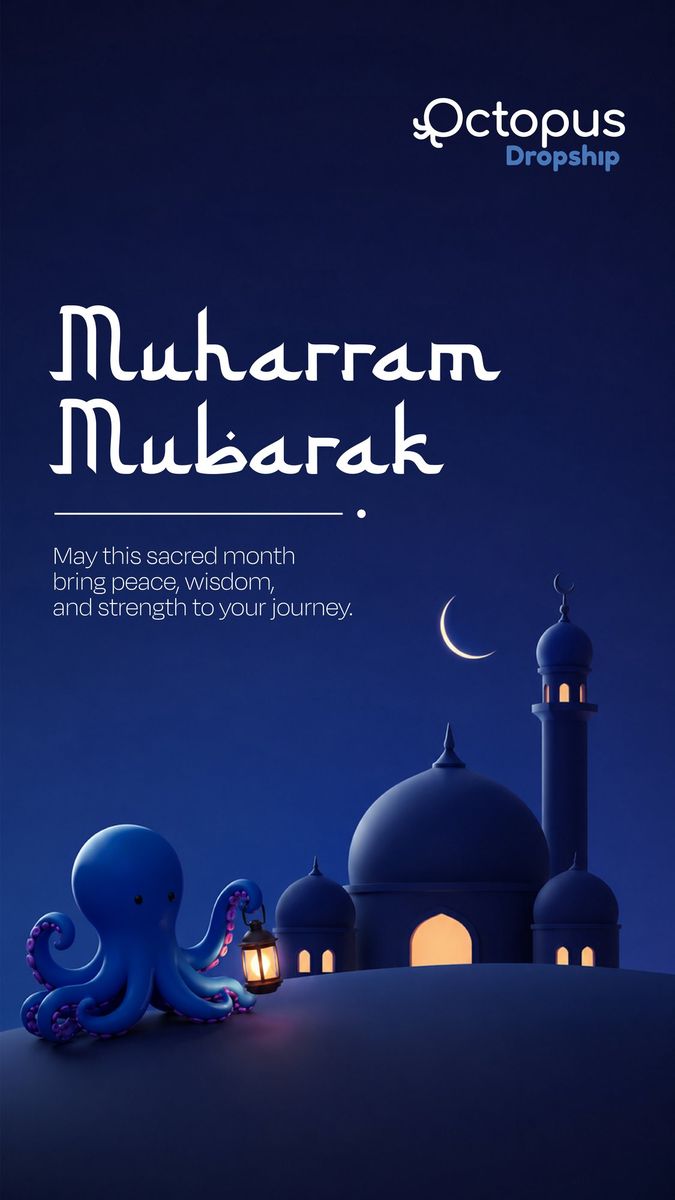 Octopus
Dropship
Muharram
Mubarak
May this sacred month
bring peace, wisdom,
and strength to your journey.